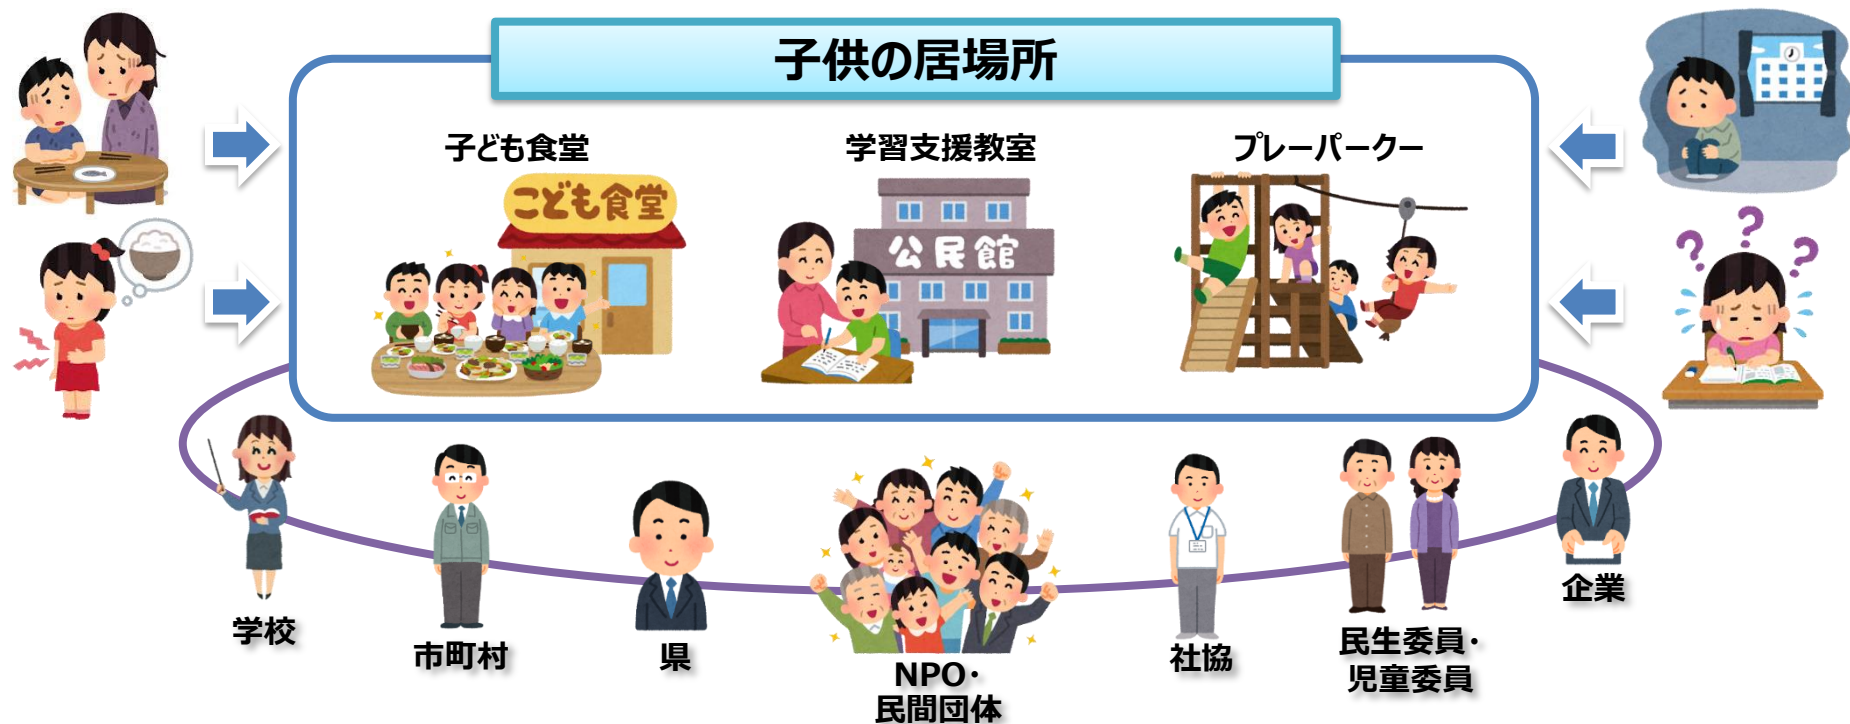 子供の居場所
子ども食堂
学習支援教室
プレーパークー
こども食堂
公民館
? ? ?
学校
市町村
県
NPO・
民間団体
社協
民生委員・
児童委員
企業